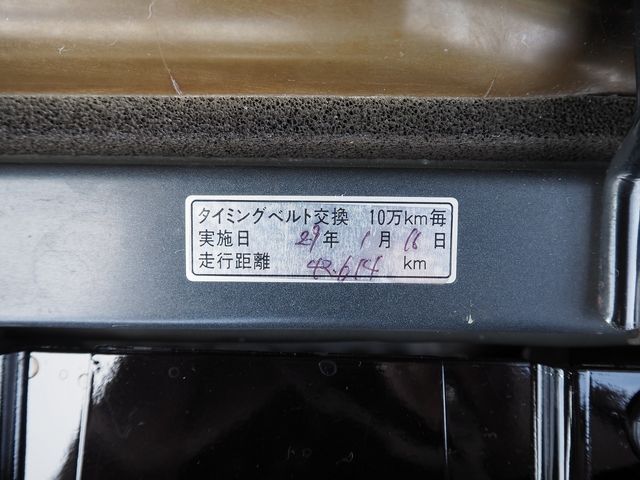 タイミングベルト交換 10万km毎
実施日 29年 1月 16日
走行距離 42.614 km